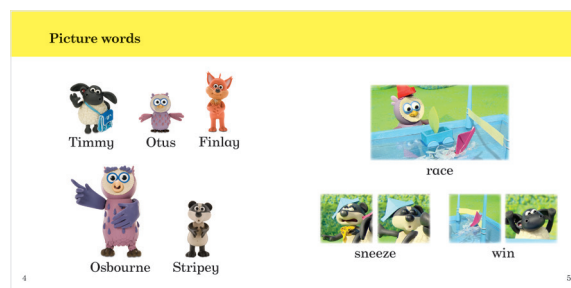 Picture words
Timmy
Otus
Finlay
Osbourne
Stripey
4
race
sneeze
win
5